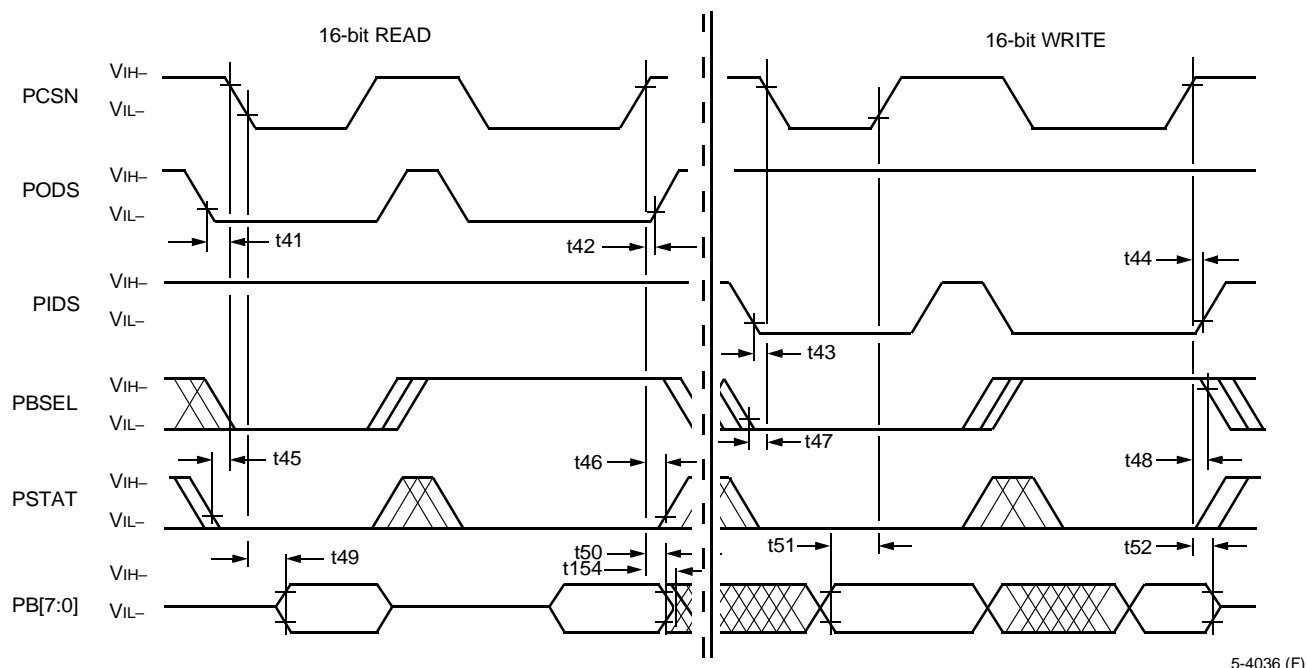 16-bit READ 16-bit WRITE
PCSN VIH–
VIL–
PODS VIH–
VIL–
t41 t42 t44
PIDS VIH–
VIL–
t43
PBSEL VIH–
VIL–
t47
t45 t46 t48
PSTAT VIH–
VIL–
t49 t50 t51 t52
t154
PB[7:0] VIH–
VIL–
5-4036 (F)